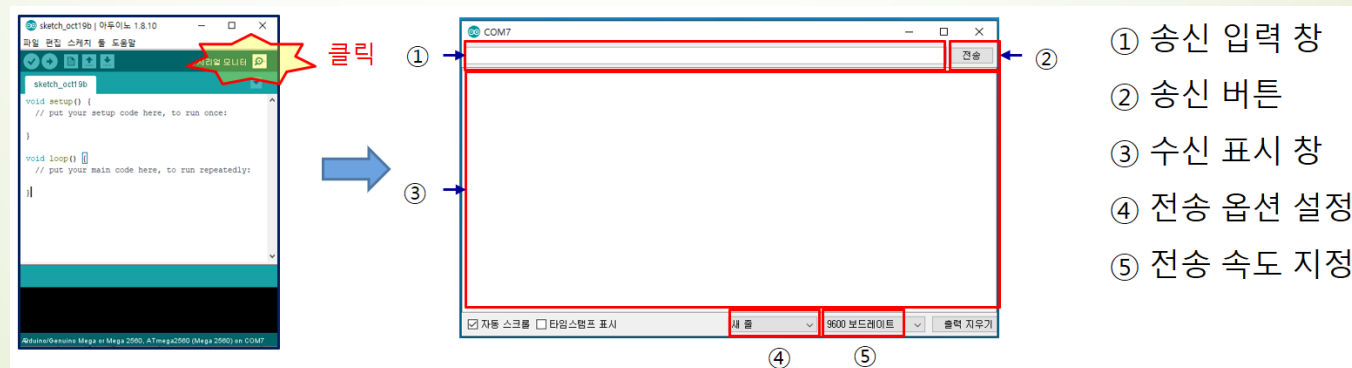 sketch_oct19b | 아두이노 1.8.10
파일 편집 스케치 툴 도움말
시리얼 모니터
sketch_oct19b
void setup() {
// put your setup code here, to run once:
}
void loop() {
// put your main code here, to run repeatedly:
}
Arduino/Genuino Mega or Mega 2560, ATmega2560 (Mega 2560) on COM7
클릭
COM7
①
전송
②
③
☑ 자동 스크롤 ☐ 타임스탬프 표시
새 줄
9600 보드레이트
출력 지우기
④
⑤
① 송신 입력 창
② 송신 버튼
③ 수신 표시 창
④ 전송 옵션 설정
⑤ 전송 속도 지정